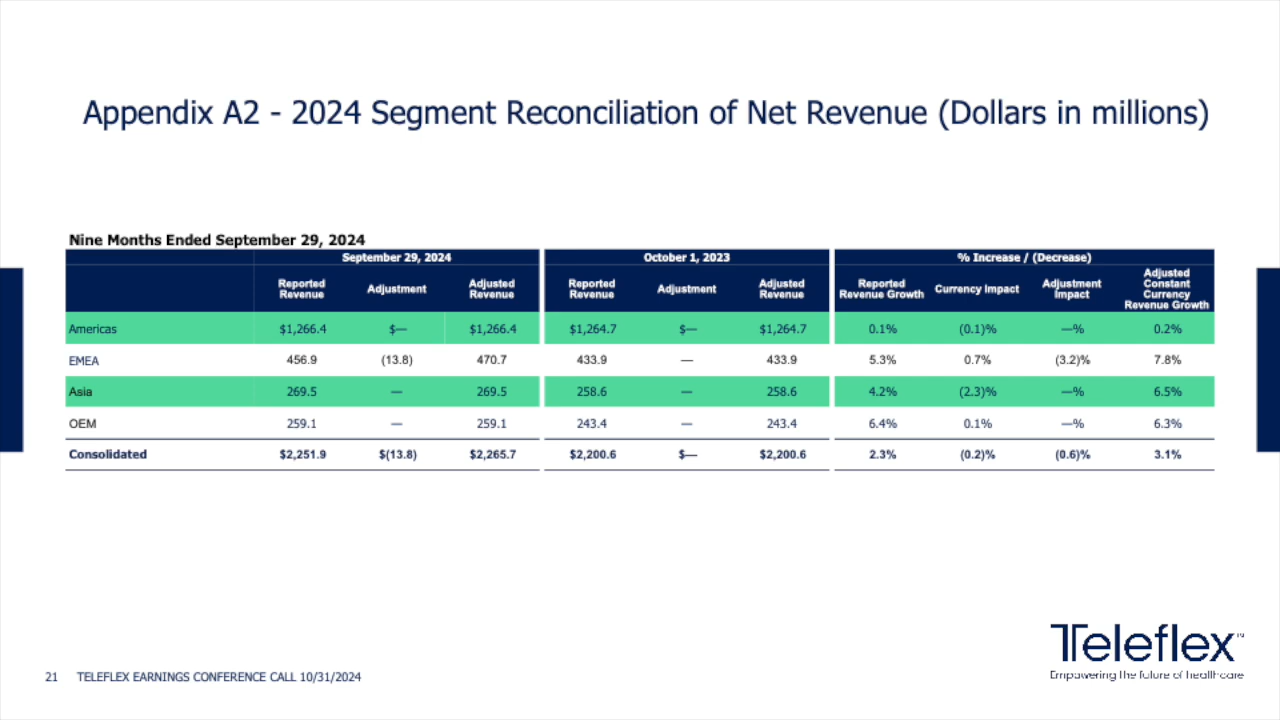 Appendix A2 - 2024 Segment Reconciliation of Net Revenue (Dollars in millions)
Nine Months Ended September 29, 2024
September 29, 2024 October 1, 2023 % Increase / (Decrease)
Reported Revenue Adjustment Adjusted Revenue Reported Revenue Adjustment Adjusted Revenue Reported Revenue Growth Currency Impact Adjustment Impact Adjusted Constant Currency Revenue Growth
Americas $1,266.4 $— $1,266.4 $1,264.7 $— $1,264.7 0.1% (0.1)% —% 0.2%
EMEA 456.9 (13.8) 470.7 433.9 — 433.9 5.3% 0.7% (3.2)% 7.8%
Asia 269.5 — 269.5 258.6 — 258.6 4.2% (2.3)% —% 6.5%
OEM 259.1 — 259.1 243.4 — 243.4 6.4% 0.1% —% 6.3%
Consolidated $2,251.9 $(13.8) $2,265.7 $2,200.6 $— $2,200.6 2.3% (0.2)% (0.6)% 3.1%
Teleflex™
Empowering the future of healthcare
21 TELEFLEX EARNINGS CONFERENCE CALL 10/31/2024